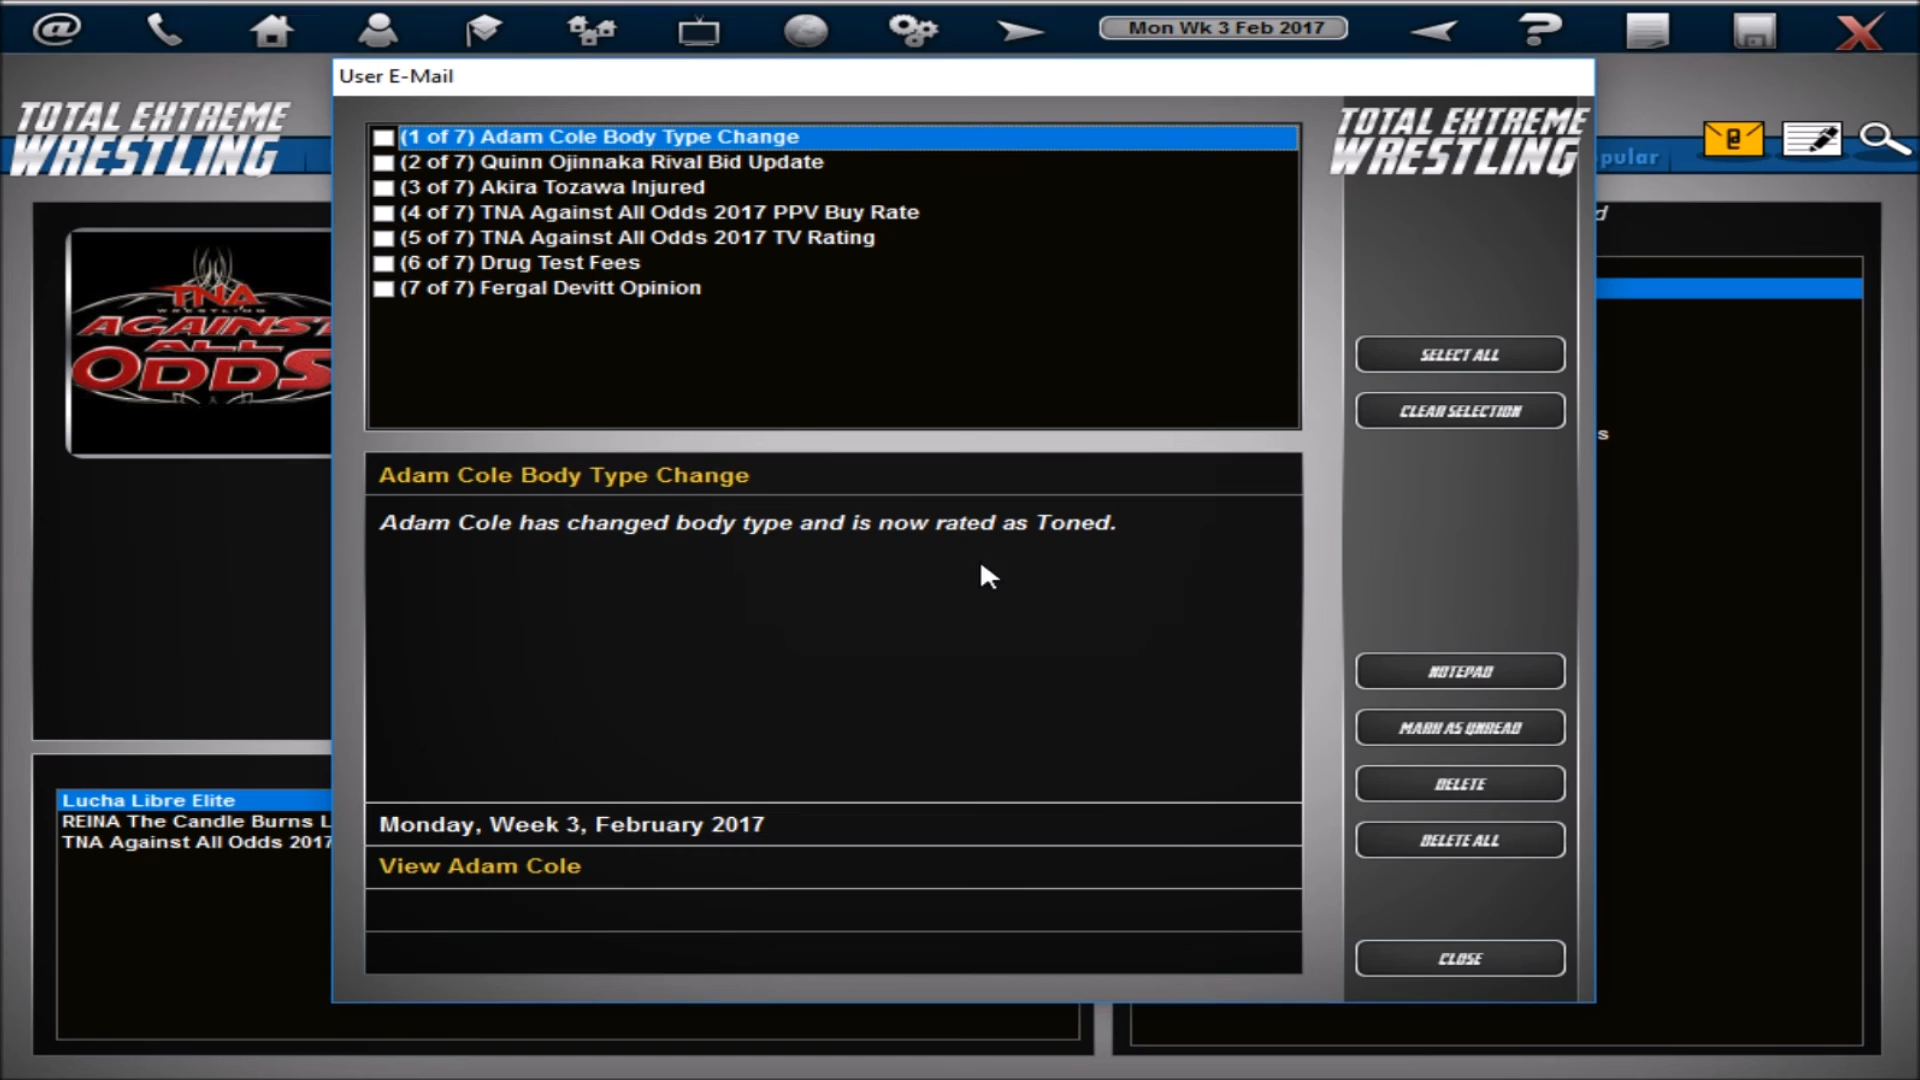 Mon Wk 3 Feb 2017
User E-Mail
TOTAL EXTREME
WRESTLING
TOTAL EXTREME
WRESTLING
pular
(1 of 7) Adam Cole Body Type Change
(2 of 7) Quinn Ojinnaka Rival Bid Update
(3 of 7) Akira Tozawa Injured
(4 of 7) TNA Against All Odds 2017 PPV Buy Rate
(5 of 7) TNA Against All Odds 2017 TV Rating
(6 of 7) Drug Test Fees
(7 of 7) Fergal Devitt Opinion
d
TNA
WRESTLING
AGAINST
ALL
ODDS
SELECT ALL
CLEAR SELECTION
s
Adam Cole Body Type Change
Adam Cole has changed body type and is now rated as Toned.
NOTEPAD
MARK AS UNREAD
DELETE
DELETE ALL
CLOSE
Monday, Week 3, February 2017
View Adam Cole
Lucha Libre Elite
REINA The Candle Burns L
TNA Against All Odds 2017